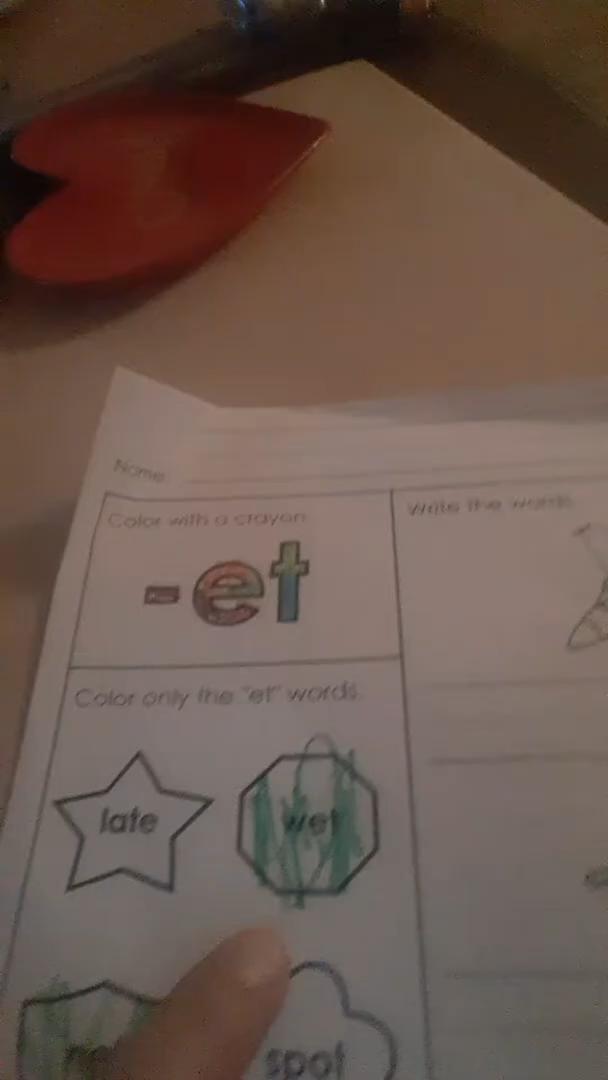 Name
Color with a crayon.
-et
Color only the "et" words.
late
wet
spot
Write the words